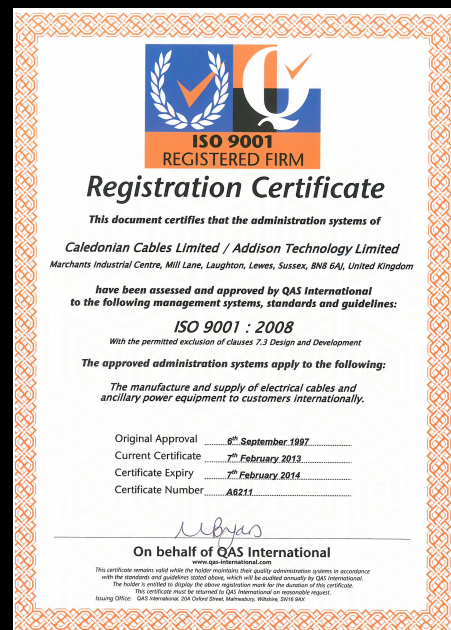 ISO 9001
REGISTERED FIRM
Registration Certificate
This document certifies that the administration systems of
Caledonian Cables Limited / Addison Technology Limited
Marchants Industrial Centre, Mill Lane, Laughton, Lewes, Sussex, BN8 6AJ, United Kingdom
have been assessed and approved by QAS International
to the following management systems, standards and guidelines:
ISO 9001 : 2008
With the permitted exclusion of clauses 7.3 Design and Development
The approved administration systems apply to the following:
The manufacture and supply of electrical cables and
ancillary power equipment to customers internationally.
Original Approval 6th September 1997
Current Certificate 7th February 2013
Certificate Expiry 7th February 2014
Certificate Number A6211
MBryars
On behalf of QAS International
www.qas-international.com
This certificate remains valid while the holder maintains their quality administration systems in accordance
with the standards and guidelines stated above, which will be audited annually by QAS International.
The holder is entitled to display the above registration mark for the duration of this certificate.
This certificate must be returned to QAS International on reasonable request.
Issuing Office: QAS International, 20A Oxford Street, Malmesbury, Wiltshire, SN16 9AX